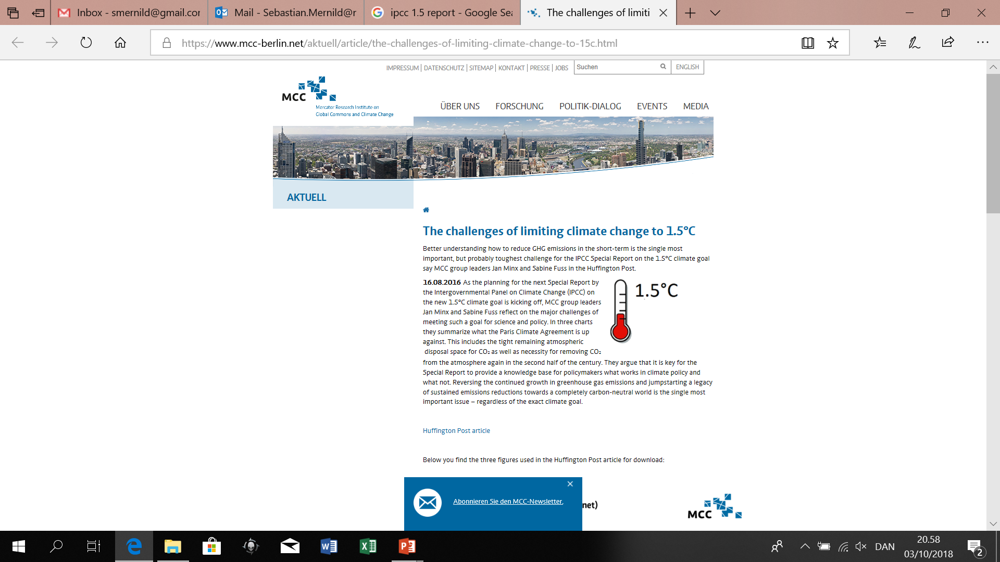 Inbox - smernild@gmail.cor
Mail - Sebastian.Mernild@r
ipcc 1.5 report - Google Sea
The challenges of limiti
https://www.mcc-berlin.net/aktuell/article/the-challenges-of-limiting-climate-change-to-15c.html
IMPRESSUM | DATENSCHUTZ | SITEMAP | KONTAKT | PRESSE | JOBS
Suchen
ENGLISH
MCC
Mercator Research Institute on
Global Commons and Climate Change
ÜBER UNS FORSCHUNG POLITIK-DIALOG EVENTS MEDIA
AKTUELL
The challenges of limiting climate change to 1.5°C
Better understanding how to reduce GHG emissions in the short-term is the single most
important, but probably toughest challenge for the IPCC Special Report on the 1.5°C climate goal
say MCC group leaders Jan Minx and Sabine Fuss in the Huffington Post.
16.08.2016 As the planning for the next Special Report by
the Intergovernmental Panel on Climate Change (IPCC) on
the new 1.5°C climate goal is kicking off, MCC group leaders
Jan Minx and Sabine Fuss reflect on the major challenges of
meeting such a goal for science and policy. In three charts
they summarize what the Paris Climate Agreement is up
against. This includes the tight remaining atmospheric
disposal space for CO₂ as well as necessity for removing CO₂
from the atmosphere again in the second half of the century. They argue that it is key for the
Special Report to provide a knowledge base for policymakers what works in climate policy and
what not. Reversing the continued growth in greenhouse gas emissions and jumpstarting a legacy
of sustained emissions reductions towards a completely carbon-neutral world is the single most
important issue – regardless of the exact climate goal.
1.5°C
Huffington Post article
Below you find the three figures used in the Huffington Post article for download:
Abonnieren Sie den MCC-Newsletter.
net)
MCC
DAN
20.58
03/10/2018
2